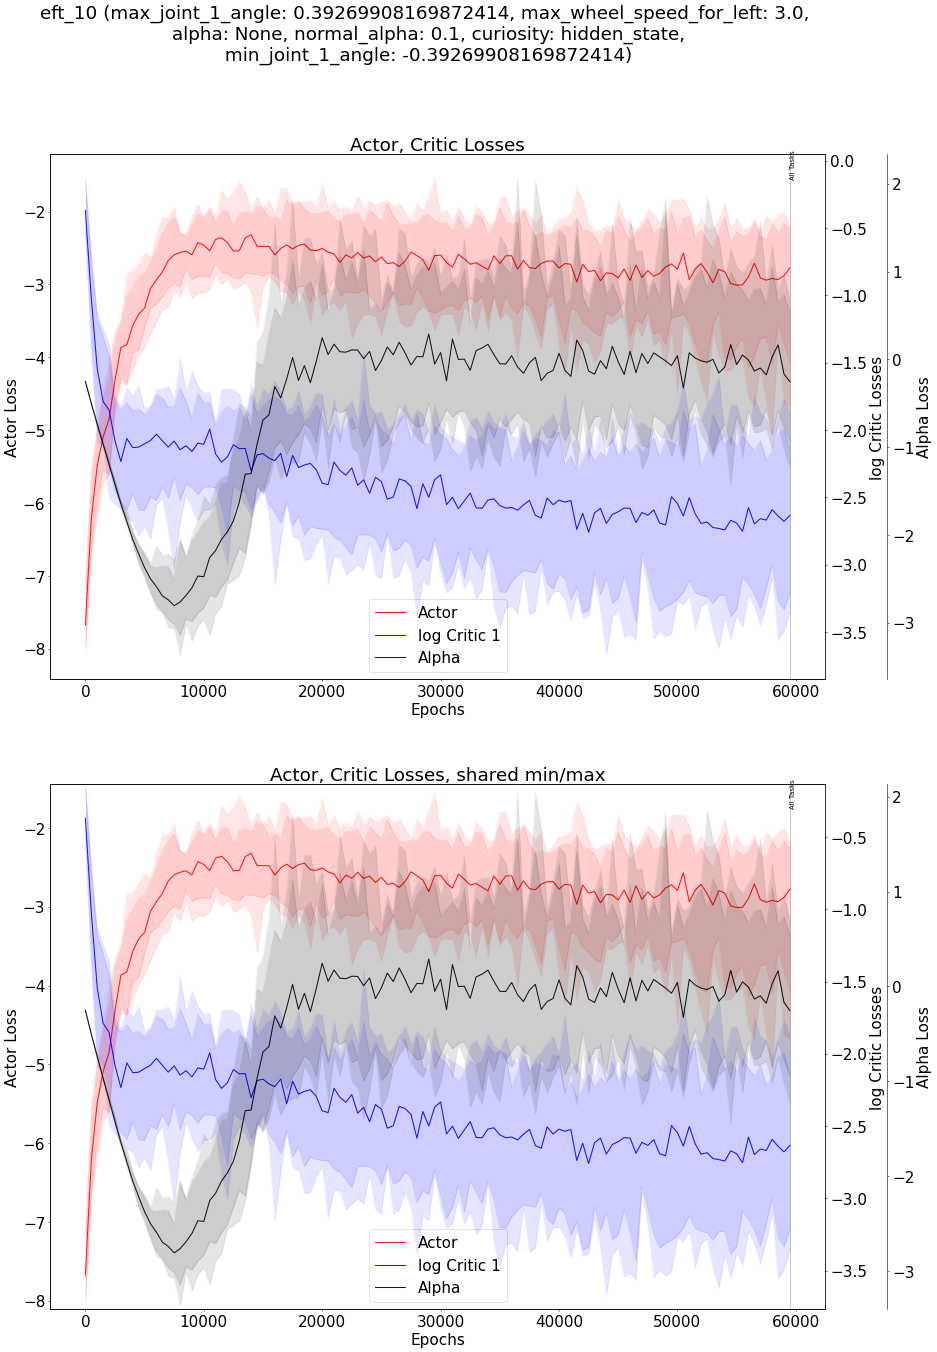 eft_10 (max_joint_1_angle: 0.39269908169872414, max_wheel_speed_for_left: 3.0,
alpha: None, normal_alpha: 0.1, curiosity: hidden_state,
min_joint_1_angle: -0.39269908169872414)
Actor, Critic Losses
All Tasks
−2
−3
−4
−5
−6
−7
−8
Actor Loss
0.0
−0.5
−1.0
−1.5
−2.0
−2.5
−3.0
−3.5
log Critic Losses
2
1
0
−1
−2
−3
Alpha Loss
Actor
log Critic 1
Alpha
0 10000 20000 30000 40000 50000 60000
Epochs
Actor, Critic Losses, shared min/max
All Tasks
−2
−3
−4
−5
−6
−7
−8
Actor Loss
−0.5
−1.0
−1.5
−2.0
−2.5
−3.0
−3.5
log Critic Losses
2
1
0
−1
−2
−3
Alpha Loss
Actor
log Critic 1
Alpha
0 10000 20000 30000 40000 50000 60000
Epochs